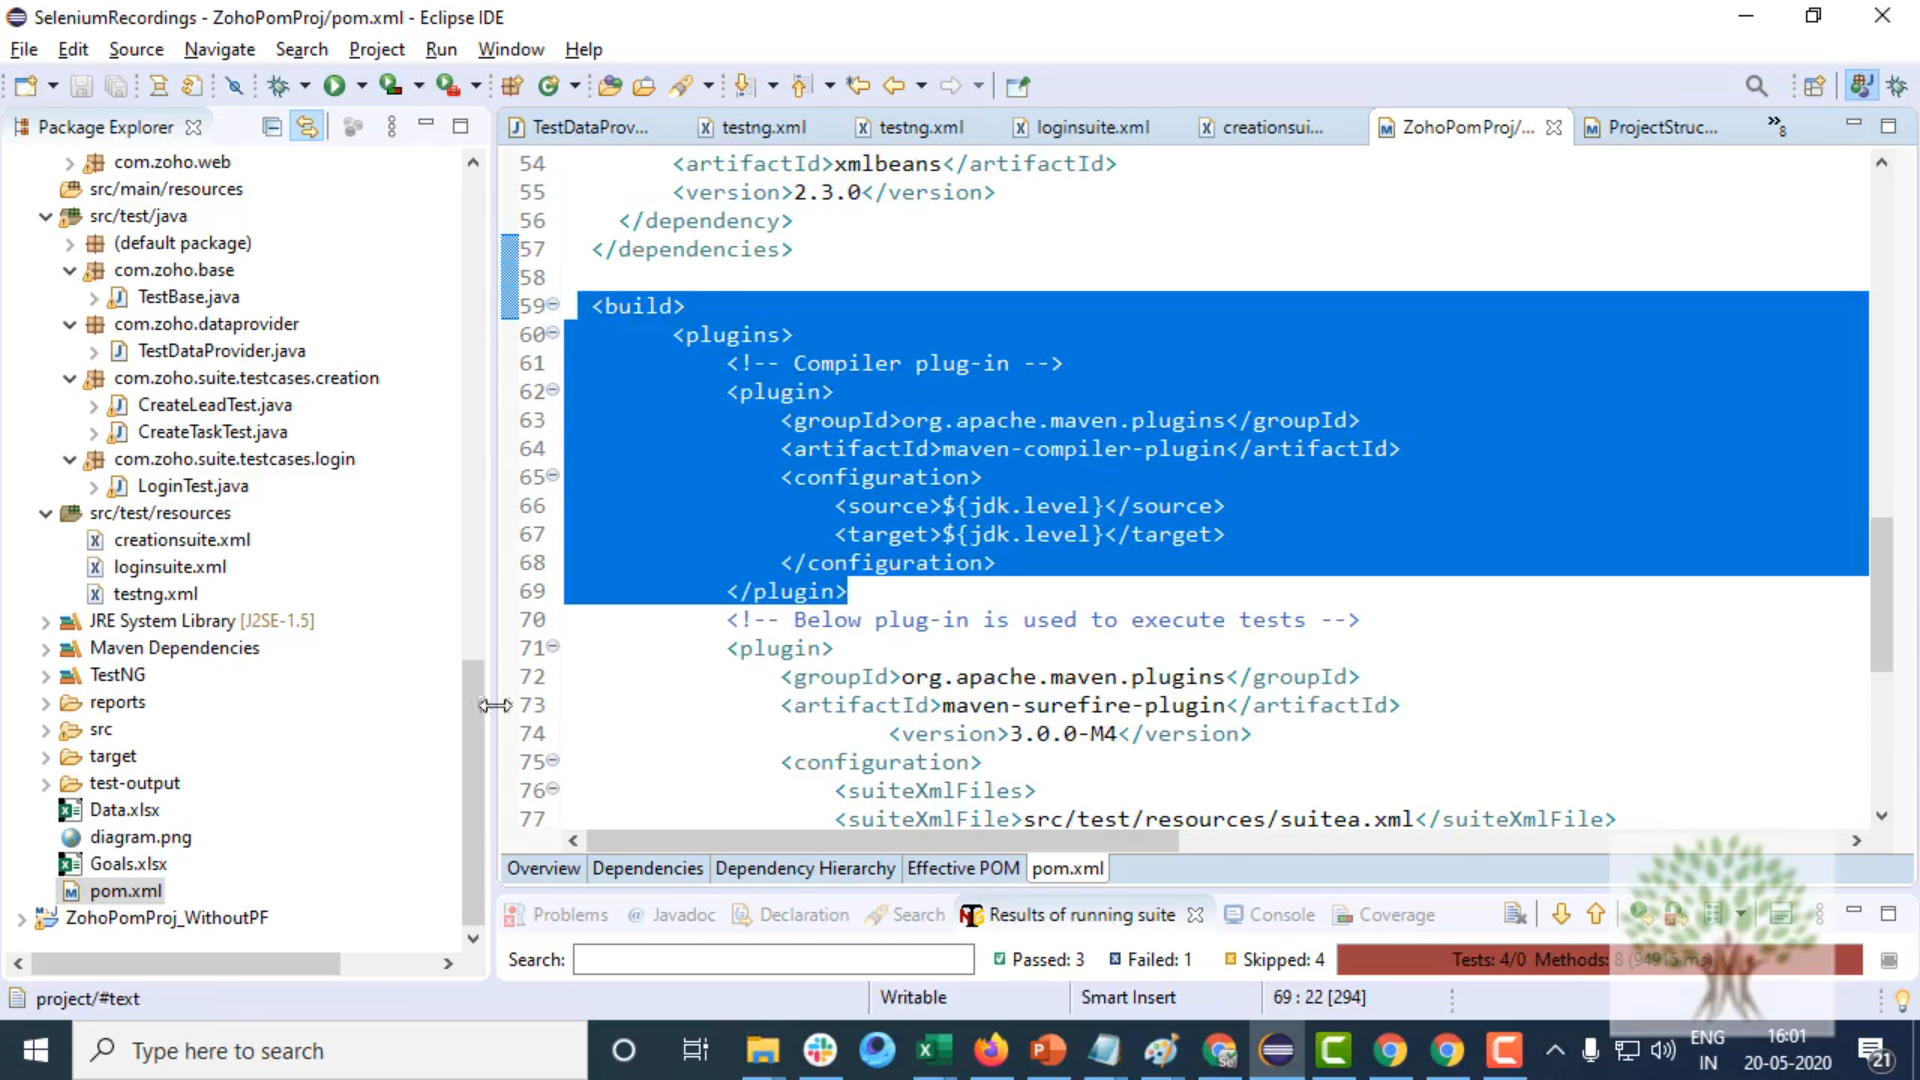 SeleniumRecordings - ZohoPomProj/pom.xml - Eclipse IDE
File Edit Source Navigate Search Project Run Window Help
Package Explorer
TestDataProv... testng.xml testng.xml loginsuite.xml creationsui... ZohoPomProj/... ProjectStruc... »8
com.zoho.web
src/main/resources
src/test/java
(default package)
com.zoho.base
TestBase.java
com.zoho.dataprovider
TestDataProvider.java
com.zoho.suite.testcases.creation
CreateLeadTest.java
CreateTaskTest.java
com.zoho.suite.testcases.login
LoginTest.java
src/test/resources
creationsuite.xml
loginsuite.xml
testng.xml
JRE System Library [J2SE-1.5]
Maven Dependencies
TestNG
reports
src
target
test-output
Data.xlsx
diagram.png
Goals.xlsx
pom.xml
ZohoPomProj_WithoutPF
54 <artifactId>xmlbeans</artifactId>
55 <version>2.3.0</version>
56 </dependency>
57 </dependencies>
58
59 <build>
60 <plugins>
61 <!-- Compiler plug-in -->
62 <plugin>
63 <groupId>org.apache.maven.plugins</groupId>
64 <artifactId>maven-compiler-plugin</artifactId>
65 <configuration>
66 <source>${jdk.level}</source>
67 <target>${jdk.level}</target>
68 </configuration>
69 </plugin>
70 <!-- Below plug-in is used to execute tests -->
71 <plugin>
72 <groupId>org.apache.maven.plugins</groupId>
73 <artifactId>maven-surefire-plugin</artifactId>
74 <version>3.0.0-M4</version>
75 <configuration>
76 <suiteXmlFiles>
77 <suiteXmlFile>src/test/resources/suitea.xml</suiteXmlFile>
Overview Dependencies Dependency Hierarchy Effective POM pom.xml
Problems Javadoc Declaration Search Results of running suite Console Coverage
Search: Passed: 3 Failed: 1 Skipped: 4 Tests: 4/0 Methods: 8 (94915 ms)
project/#text Writable Smart Insert 69 : 22 [294]
Type here to search
ENG
IN
16:01
20-05-2020
21